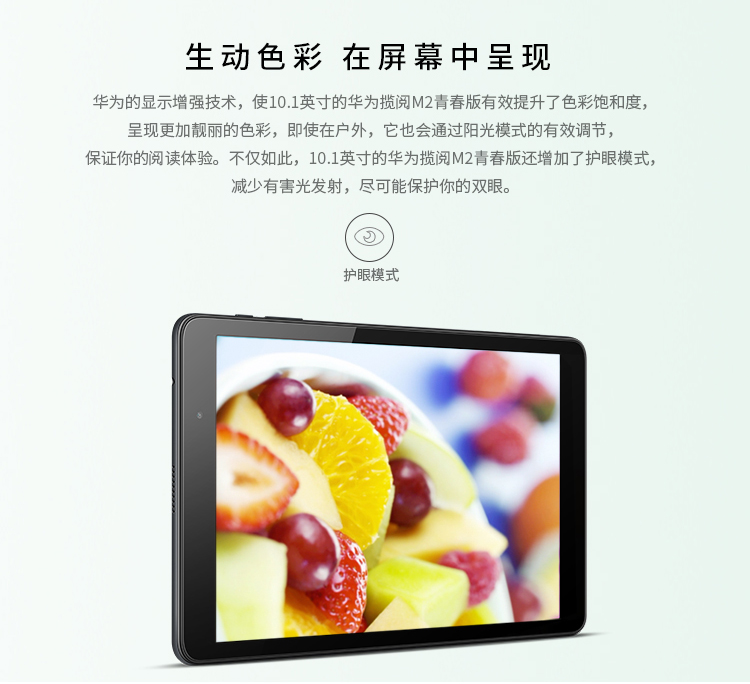 生动色彩 在屏幕中呈现
华为的显示增强技术，使10.1英寸的华为揽阅M2青春版有效提升了色彩饱和度，
呈现更加靓丽的色彩，即使在户外，它也会通过阳光模式的有效调节，
保证你的阅读体验。不仅如此，10.1英寸的华为揽阅M2青春版还增加了护眼模式，
减少有害光发射，尽可能保护你的双眼。
护眼模式